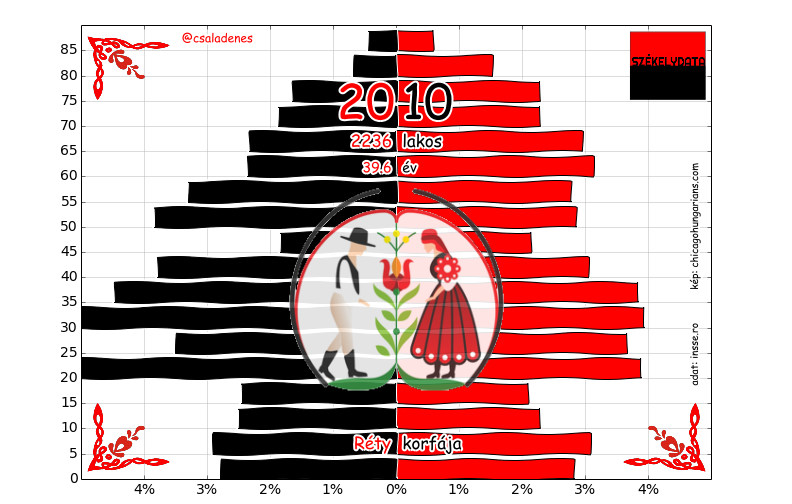 @csaladenes
SZÉKELYDATA
2010
2236 lakos
39.6 év
kép: chicagohungarians.com
adat: insse.ro
Réty korfája
85
80
75
70
65
60
55
50
45
40
35
30
25
20
15
10
5
0
4% 3% 2% 1% 0% 1% 2% 3% 4%